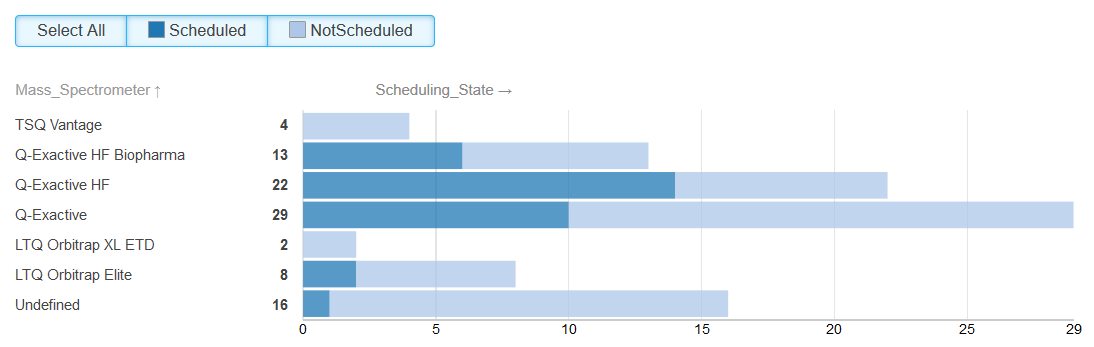 Select All Scheduled NotScheduled
Mass_Spectrometer ↑ Scheduling_State →
TSQ Vantage 4
Q-Exactive HF Biopharma 13
Q-Exactive HF 22
Q-Exactive 29
LTQ Orbitrap XL ETD 2
LTQ Orbitrap Elite 8
Undefined 16
0 5 10 15 20 25 29